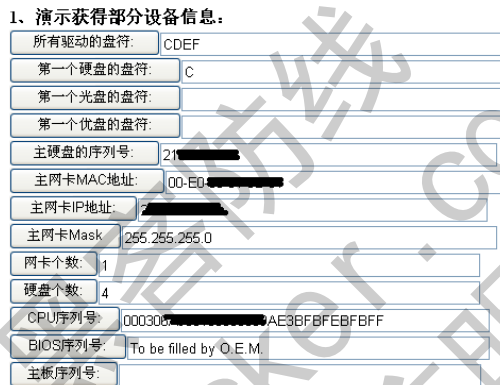 1、演示获得部分设备信息：
所有驱动的盘符: CDEF
第一个硬盘的盘符: C
第一个光盘的盘符:
第一个优盘的盘符:
主硬盘的序列号: 21
主网卡MAC地址: 00-E0-
主网卡IP地址:
主网卡Mask 255.255.255.0
网卡个数: 1
硬盘个数: 4
CPU序列号: 000306 AE3BFBFEBFBFF
BIOS序列号: To be filled by O.E.M.
主板序列号:
黑客防线